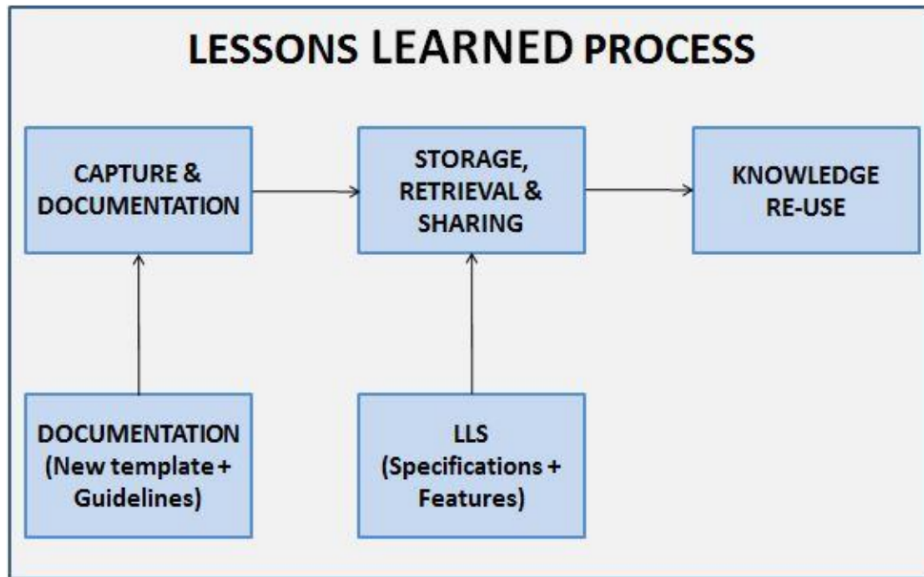 LESSONS LEARNED PROCESS
CAPTURE &
DOCUMENTATION
STORAGE,
RETRIEVAL &
SHARING
KNOWLEDGE
RE-USE
DOCUMENTATION
(New template +
Guidelines)
LLS
(Specifications +
Features)